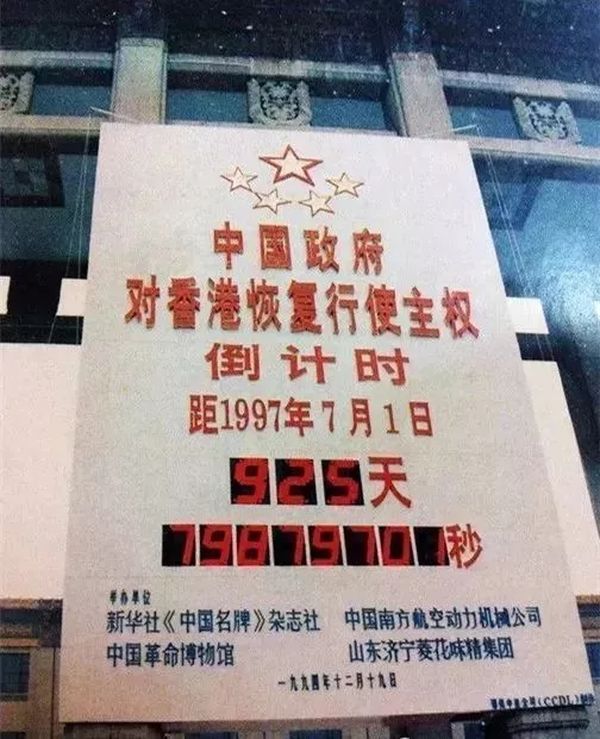 中国政府
对香港恢复行使主权
倒计时
距1997年7月1日
925天
79879701秒
举办单位
新华社《中国名牌》杂志社 中国南方航空动力机械公司
中国革命博物馆 山东济宁菱花味精集团
一九九四年十二月十九日
(CCDL)